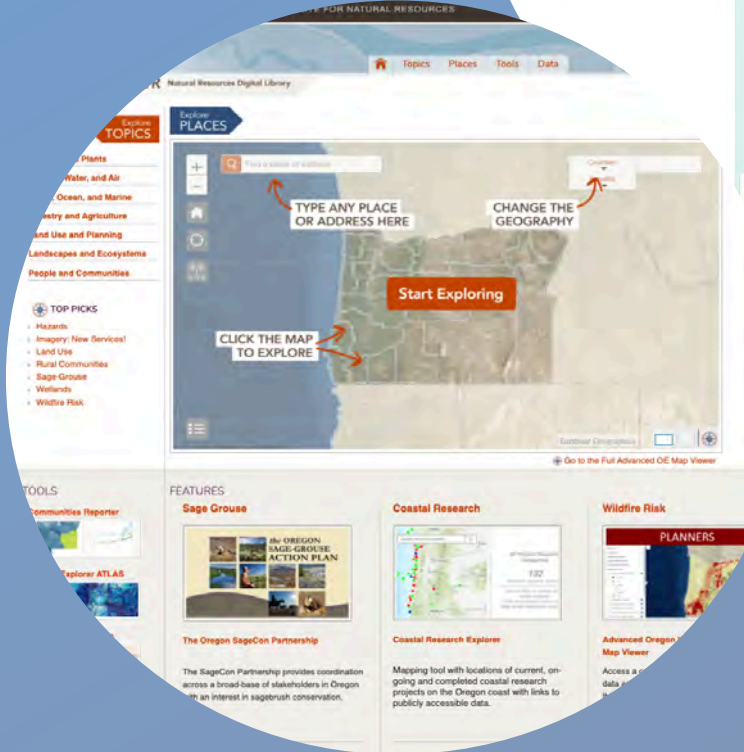 FOR NATURAL RESOURCES
Topics Places Tools Data
Natural Resources Digital Library
Explore
TOPICS
Plants
Water, and Air
Ocean, and Marine
Forestry and Agriculture
Land Use and Planning
Landscapes and Ecosystems
People and Communities
TOP PICKS
Hazards
Imagery: New Services!
Land Use
Rural Communities
Sage-Grouse
Wetlands
Wildfire Risk
Explore
PLACES
TYPE ANY PLACE
OR ADDRESS HERE
CHANGE THE
GEOGRAPHY
Start Exploring
CLICK THE MAP
TO EXPLORE
Go to the Full Advanced OE Map Viewer
TOOLS
Communities Reporter
Explorer ATLAS
FEATURES
Sage Grouse
the OREGON
SAGE-GROUSE
ACTION PLAN
The Oregon SageCon Partnership
The SageCon Partnership provides coordination
across a broad-base of stakeholders in Oregon
with an interest in sagebrush conservation.
Coastal Research
132
Coastal Research Explorer
Mapping tool with locations of current, on-
going and completed coastal research
projects on the Oregon coast with links to
publicly accessible data.
Wildfire Risk
PLANNERS
Advanced Oregon
Map Viewer
Access a
data